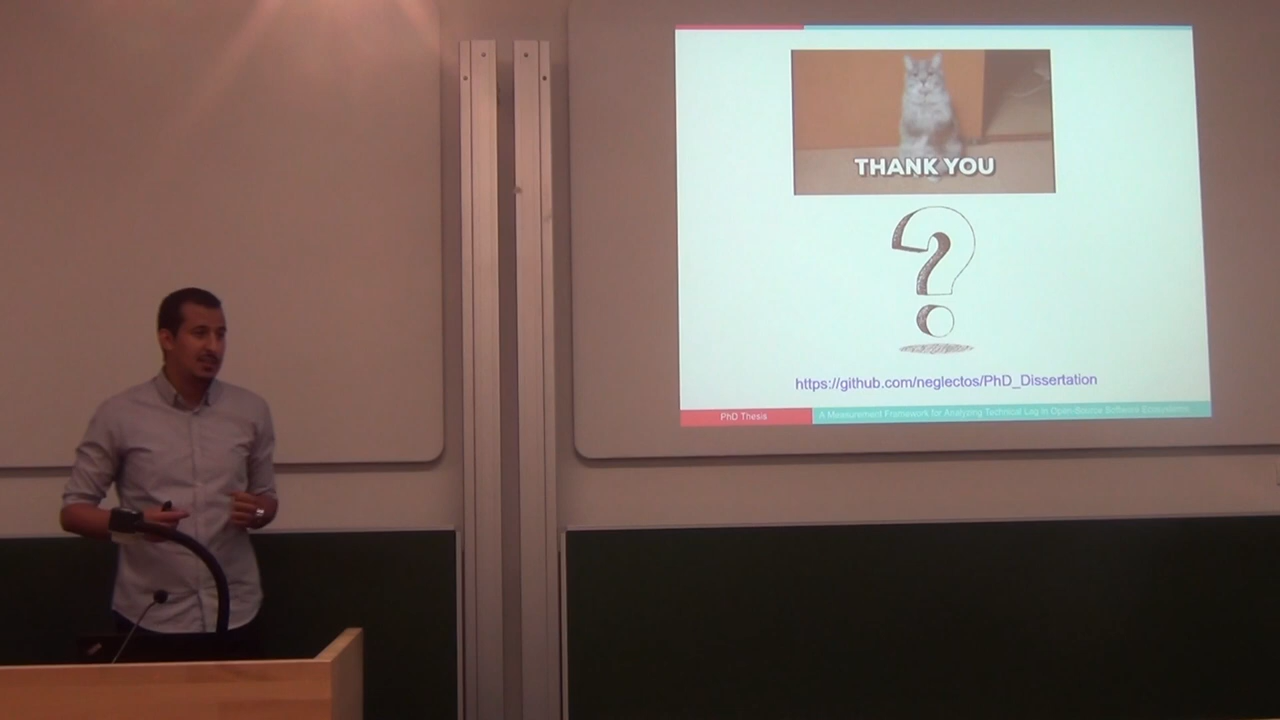 THANK YOU
?
https://github.com/neglectos/PhD_Dissertation
PhD Thesis
A Measurement Framework for Analyzing Technical Lag in Open-Source Software Ecosystems